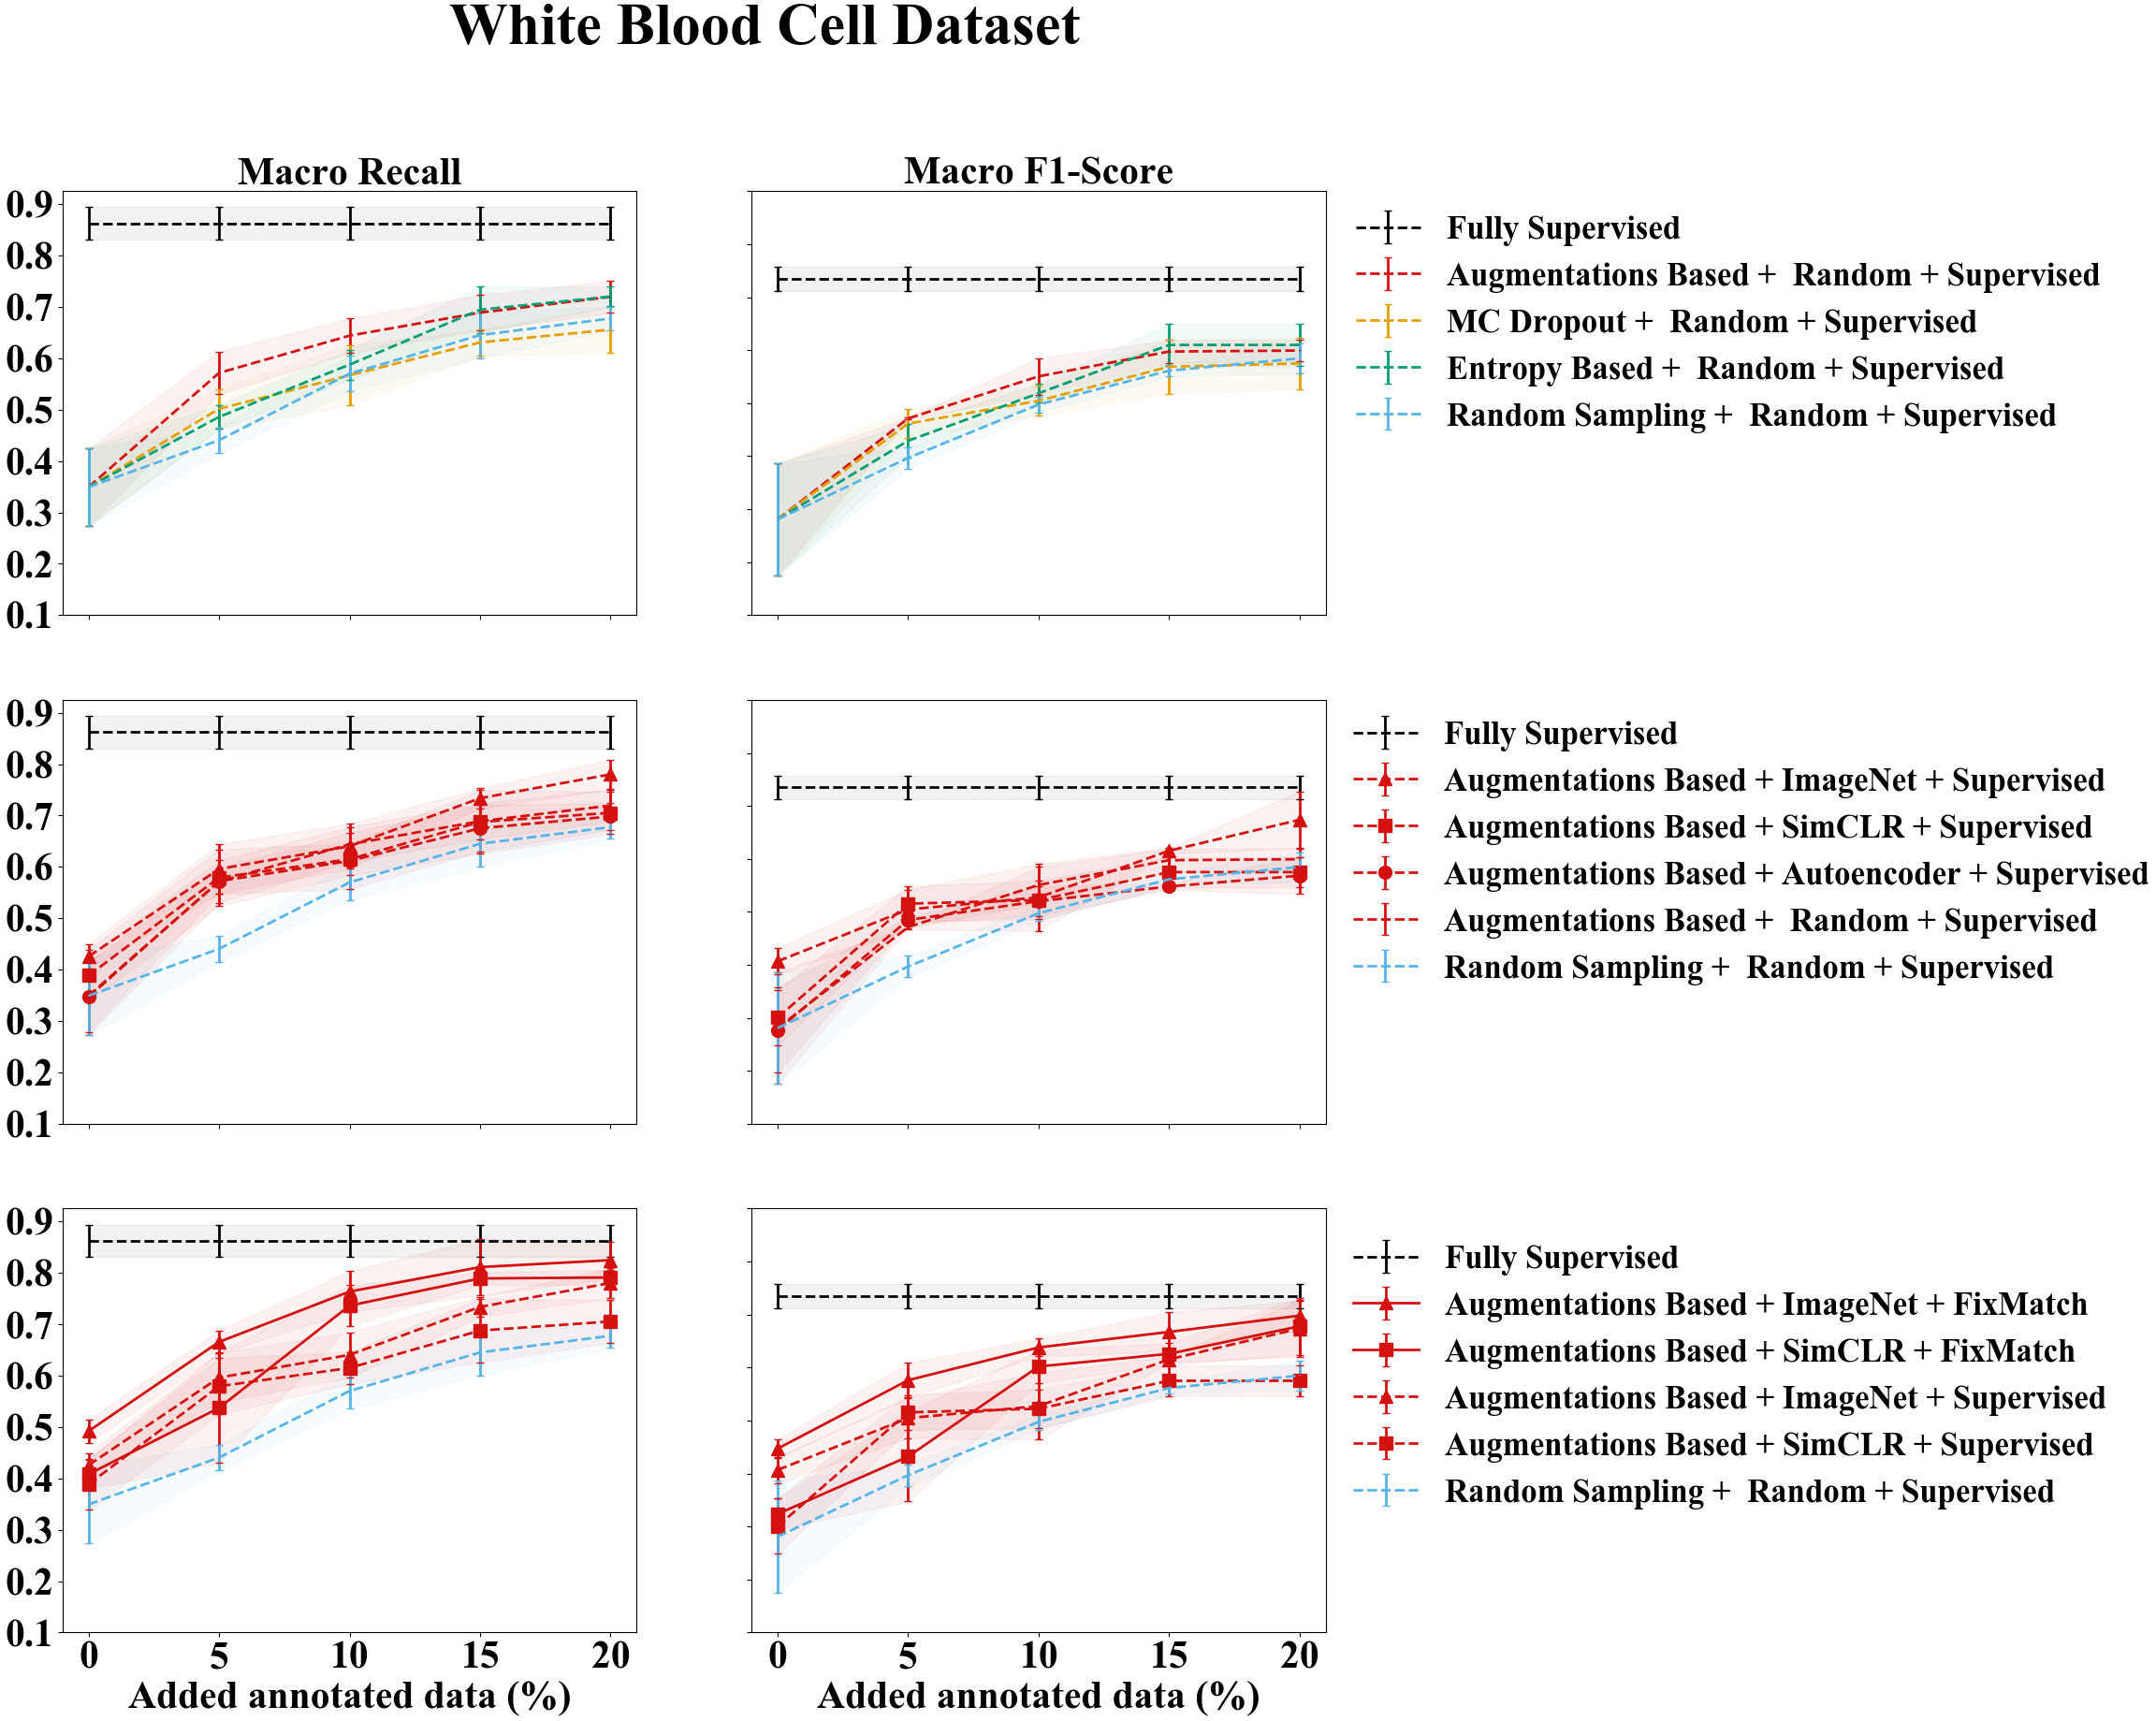 White Blood Cell Dataset
Macro Recall
Macro F1-Score
0.9
0.8
0.7
0.6
0.5
0.4
0.3
0.2
0.1
Fully Supervised
Augmentations Based + Random + Supervised
MC Dropout + Random + Supervised
Entropy Based + Random + Supervised
Random Sampling + Random + Supervised
0.9
0.8
0.7
0.6
0.5
0.4
0.3
0.2
0.1
Fully Supervised
Augmentations Based + ImageNet + Supervised
Augmentations Based + SimCLR + Supervised
Augmentations Based + Autoencoder + Supervised
Augmentations Based + Random + Supervised
Random Sampling + Random + Supervised
0.9
0.8
0.7
0.6
0.5
0.4
0.3
0.2
0.1
0 5 10 15 20
Added annotated data (%)
0 5 10 15 20
Added annotated data (%)
Fully Supervised
Augmentations Based + ImageNet + FixMatch
Augmentations Based + SimCLR + FixMatch
Augmentations Based + ImageNet + Supervised
Augmentations Based + SimCLR + Supervised
Random Sampling + Random + Supervised